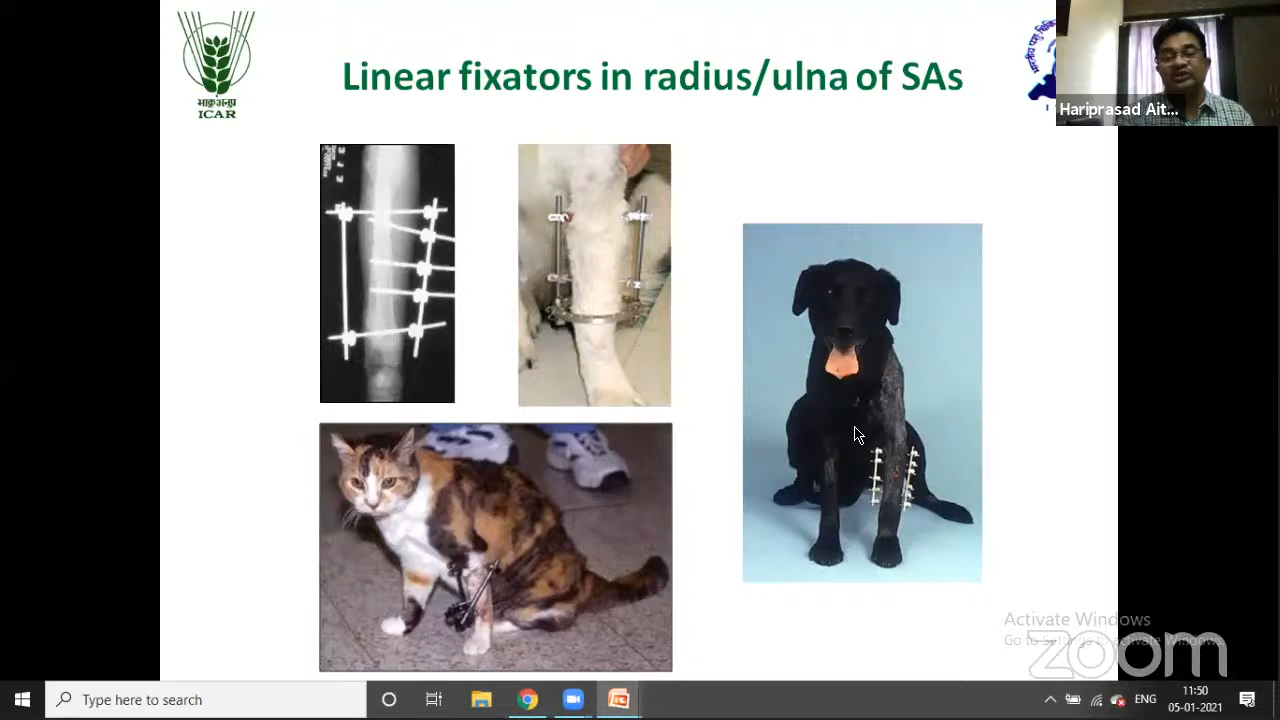 Linear fixators in radius/ulna of SAs
भाकृअनुप
ICAR
Hariprasad Ait...
Activate Windows
Go to Settings to activate Windows.
zoom
Type here to search
ENG
11:50
05-01-2021